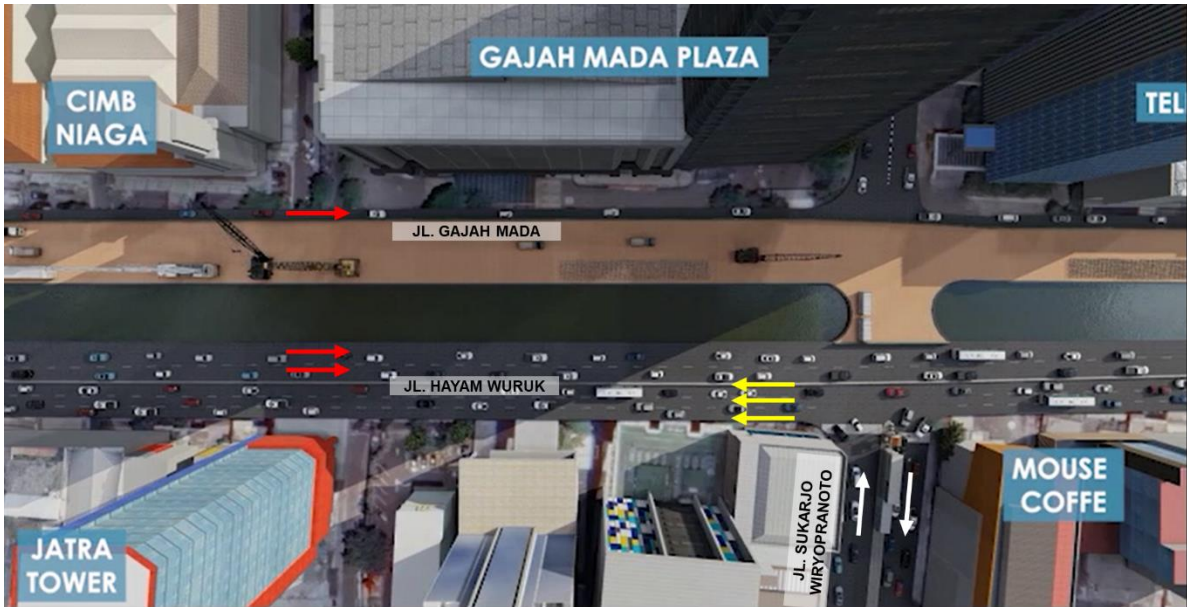 GAJAH MADA PLAZA
CIMB
NIAGA
TEL
JL. GAJAH MADA
JL. HAYAM WURUK
JL. SUKARJO
WIRYOPRANOTO
MOUSE
COFFE
JATRA
TOWER